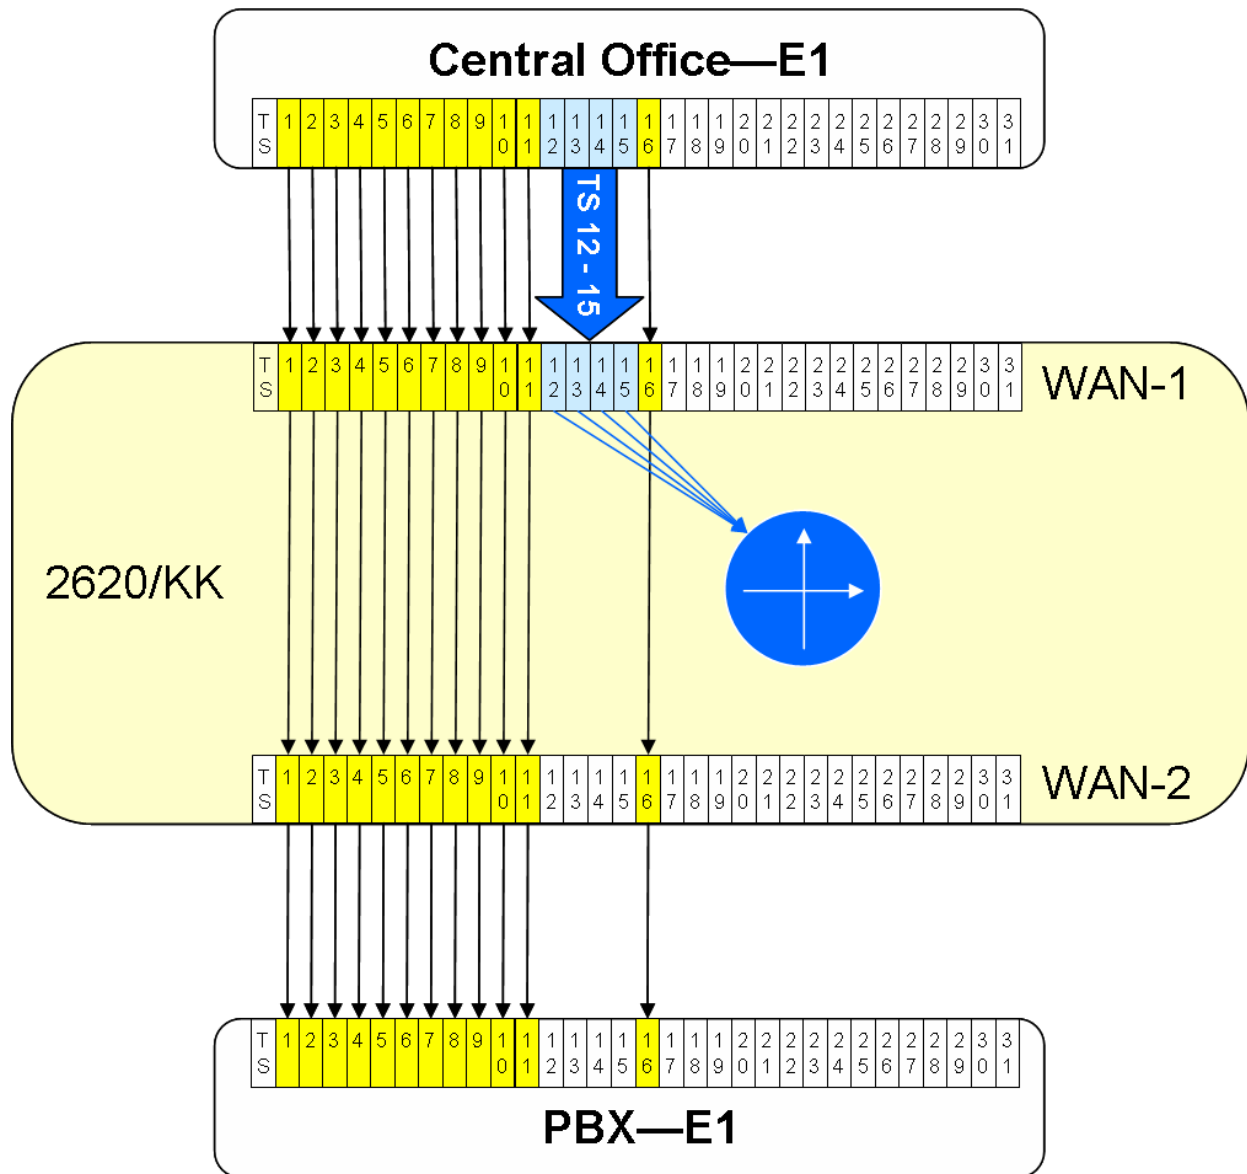 Central Office—E1
TS 1 2 3 4 5 6 7 8 9 10 11 12 13 14 15 16 17 18 19 20 21 22 23 24 25 26 27 28 29 30 31
TS 12 - 15
TS 1 2 3 4 5 6 7 8 9 10 11 12 13 14 15 16 17 18 19 20 21 22 23 24 25 26 27 28 29 30 31
WAN-1
2620/KK
TS 1 2 3 4 5 6 7 8 9 10 11 12 13 14 15 16 17 18 19 20 21 22 23 24 25 26 27 28 29 30 31
WAN-2
TS 1 2 3 4 5 6 7 8 9 10 11 12 13 14 15 16 17 18 19 20 21 22 23 24 25 26 27 28 29 30 31
PBX—E1